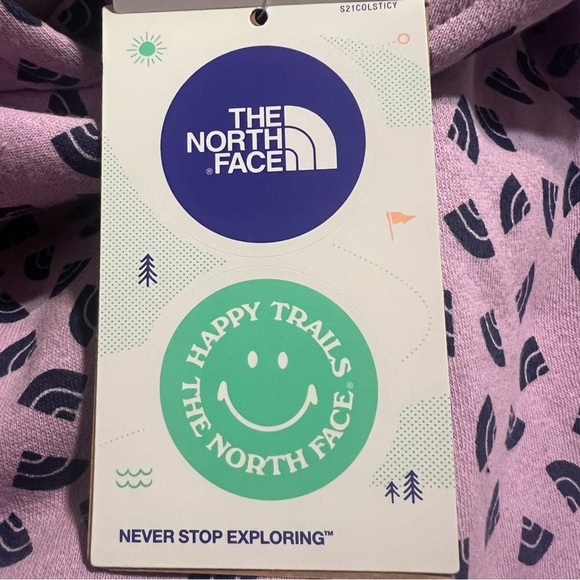 S21COLSTICY
THE
NORTH
FACE
®
HAPPY TRAILS
THE NORTH FACE®
NEVER STOP EXPLORING™